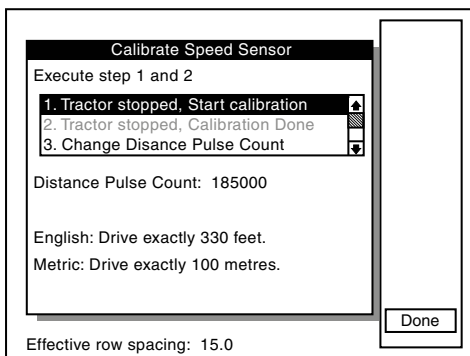 Calibrate Speed Sensor
Execute step 1 and 2
1. Tractor stopped, Start calibration
2. Tractor stopped, Calibration Done
3. Change Disance Pulse Count
Distance Pulse Count: 185000
English: Drive exactly 330 feet.
Metric: Drive exactly 100 metres.
Done
Effective row spacing: 15.0